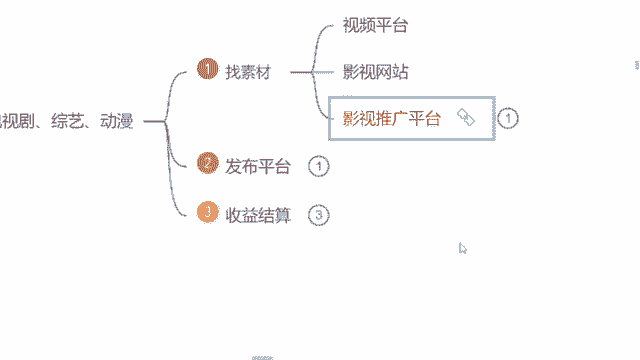 视频平台
1 找素材
影视网站
影视推广平台 1
视剧、综艺、动漫
2 发布平台 1
3 收益结算 3